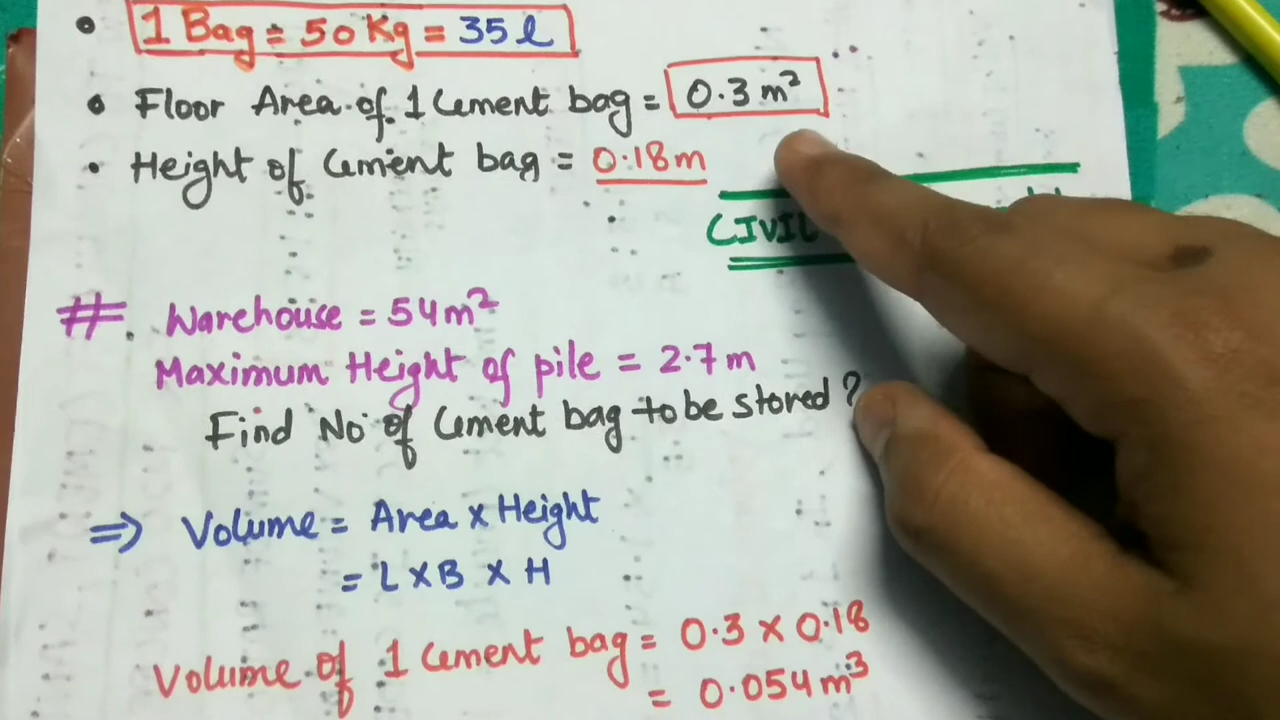 • 1 Bag = 50 Kg = 35 l
• Floor Area of 1 Cement bag = 0.3 m²
• Height of Cement bag = 0.18m
CIVIL
#. Warehouse = 54m²
Maximum Height of pile = 2.7 m
Find No of Cement bag to be stored?
⇒ Volume = Area x Height
= L X B X H
Volume of 1 Cement bag = 0.3 x 0.18
= 0.054 m³